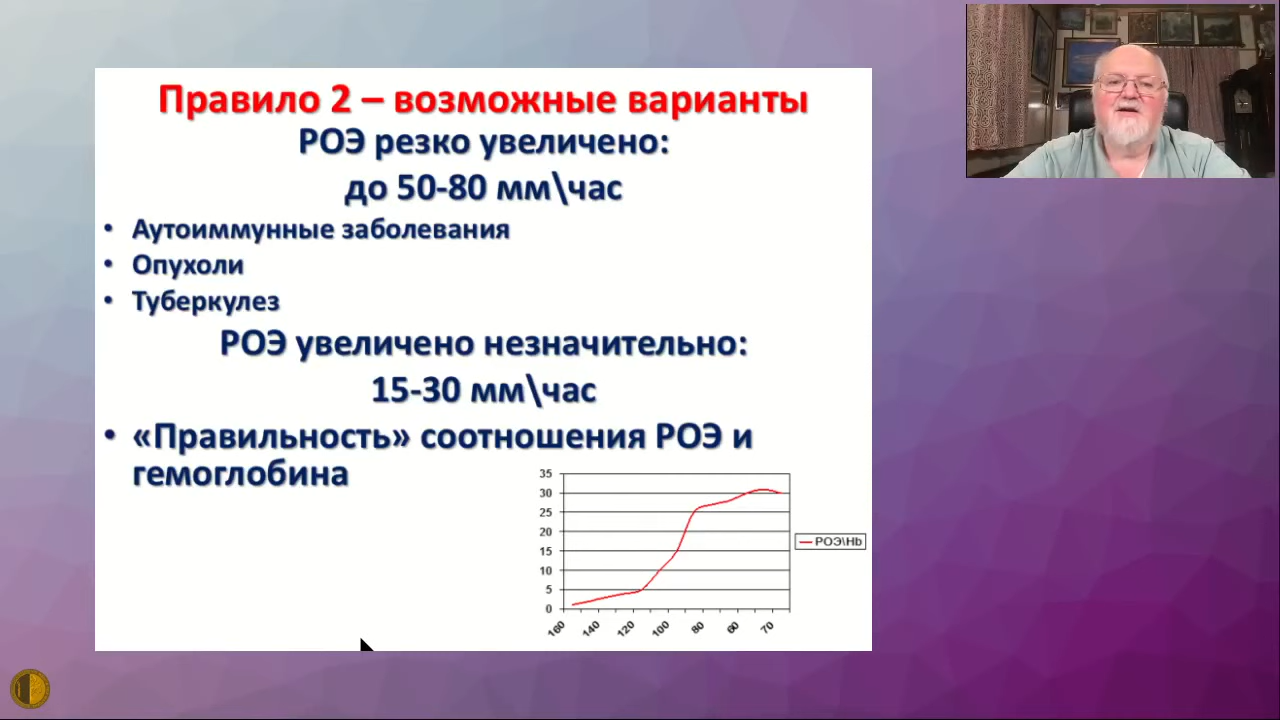 Правило 2 – возможные варианты
РОЭ резко увеличено:
до 50-80 мм\час
• Аутоиммунные заболевания
• Опухоли
• Туберкулез
РОЭ увеличено незначительно:
15-30 мм\час
• «Правильность» соотношения РОЭ и
гемоглобина
35
30
25
20
15
10
5
0
160 140 120 100 80 60 70
РОЭ\Hb